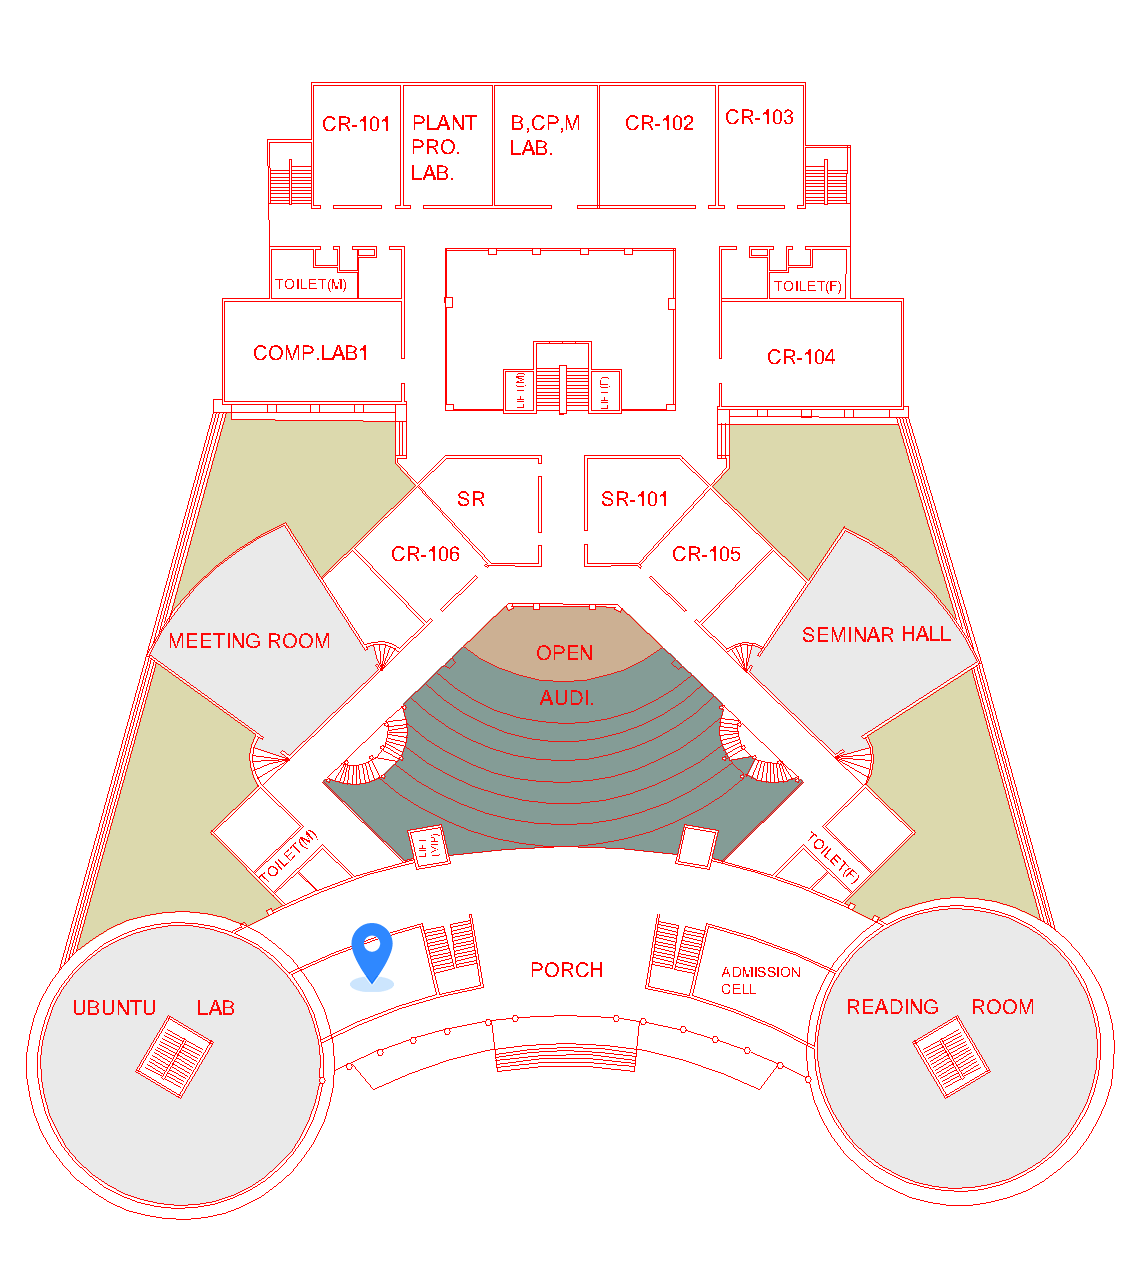 CR-101
PLANT
PRO.
LAB.
B,CP,M
LAB.
CR-102
CR-103
TOILET(M)
TOILET(F)
COMP.LAB1
LIFT(M)
LIFT(F)
CR-104
SR
SR-101
CR-106
CR-105
MEETING ROOM
SEMINAR HALL
OPEN
AUDI.
TOILET(M)
LIFT
(VIP)
TOILET(F)
PORCH
ADMISSION
CELL
UBUNTU LAB
READING ROOM